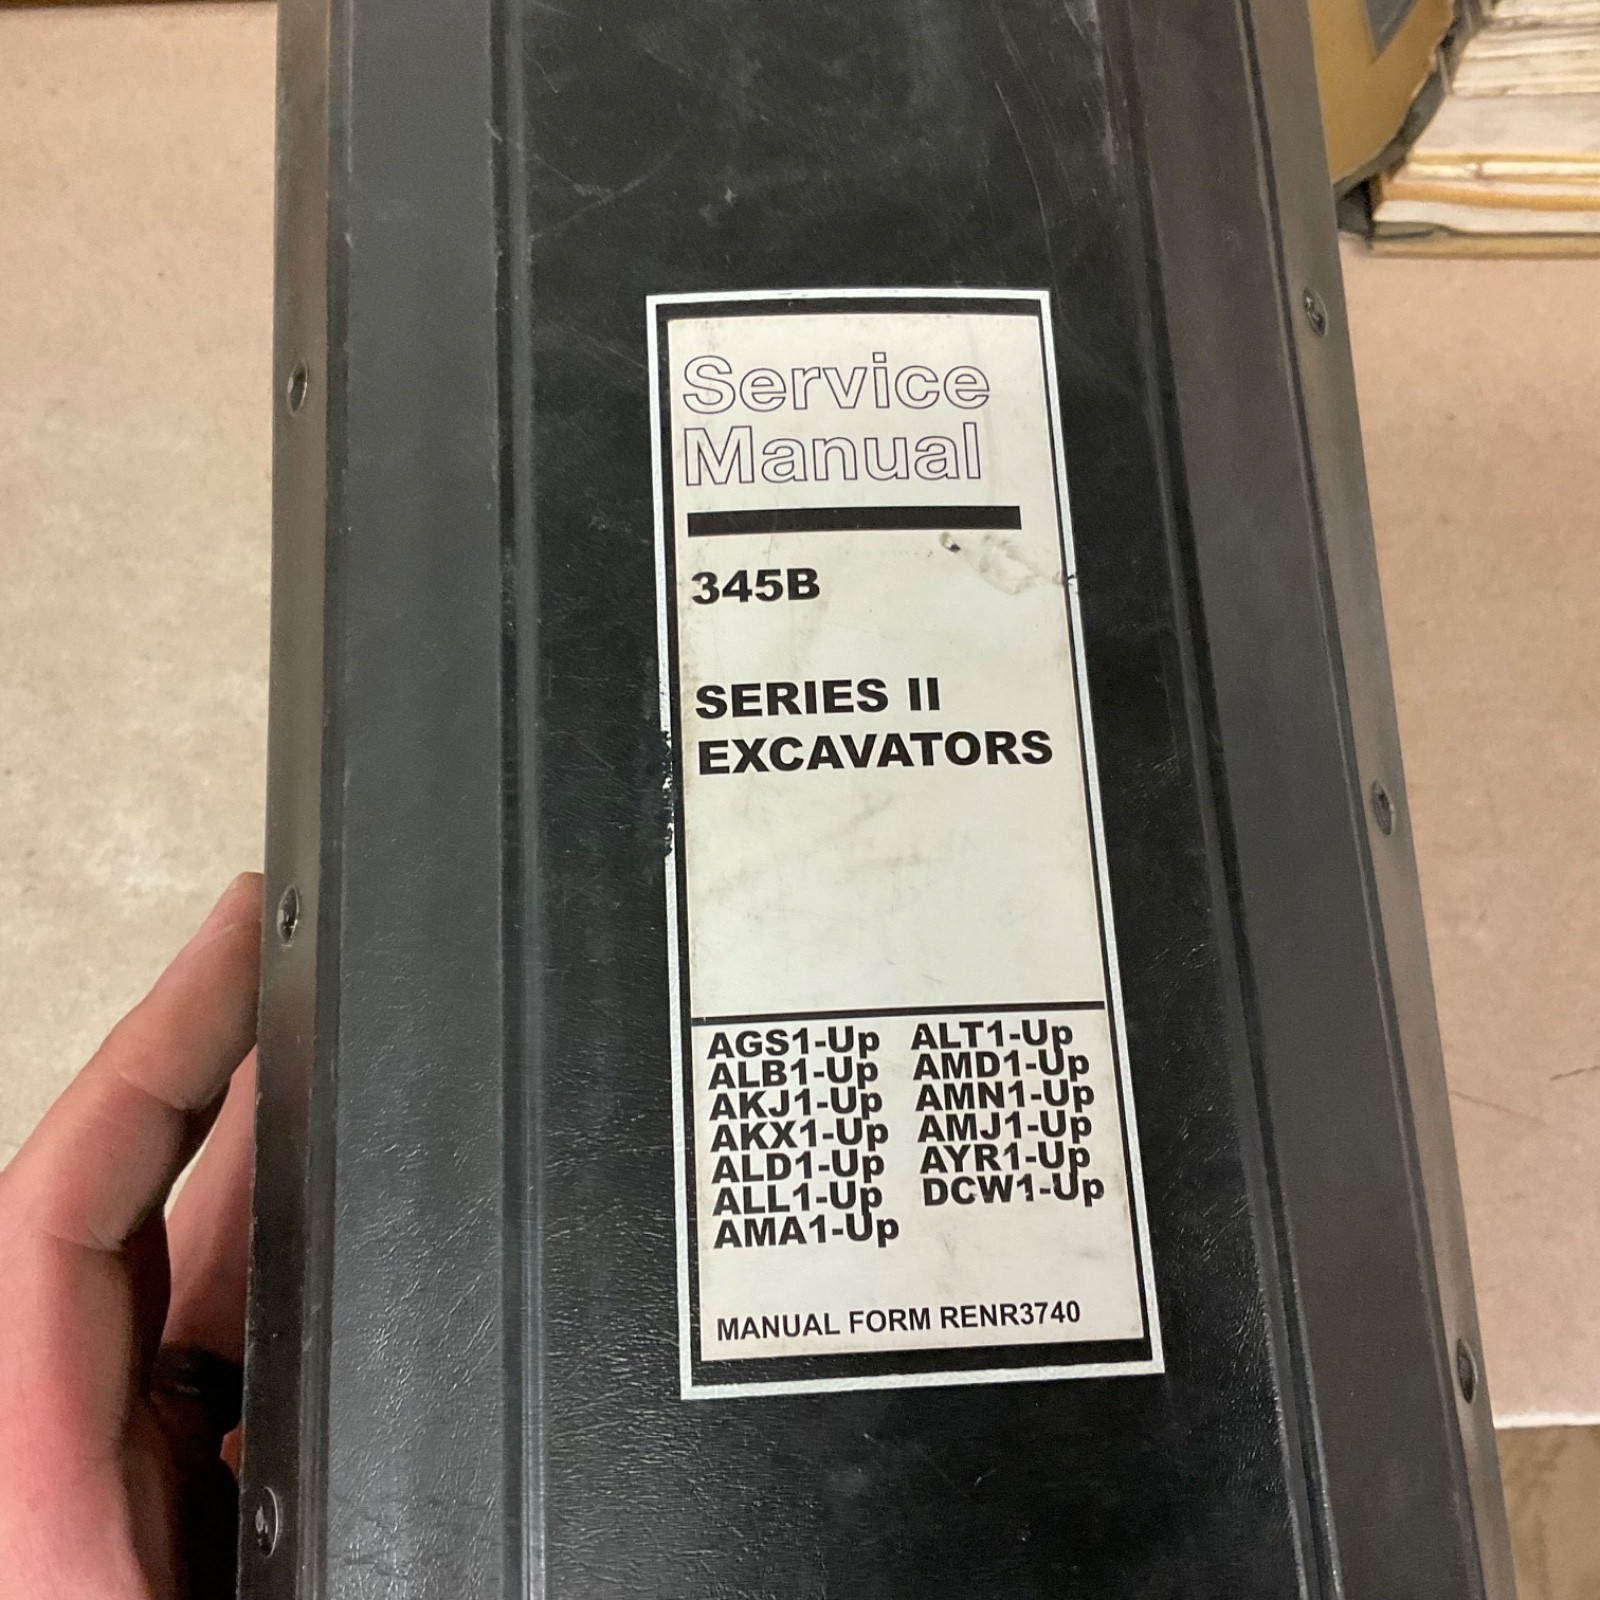 Service
Manual
345B
SERIES II
EXCAVATORS
AGS1-Up ALT1-Up
ALB1-Up AMD1-Up
AKJ1-Up AMN1-Up
AKX1-Up AMJ1-Up
ALD1-Up AYR1-Up
ALL1-Up DCW1-Up
AMA1-Up
MANUAL FORM RENR3740